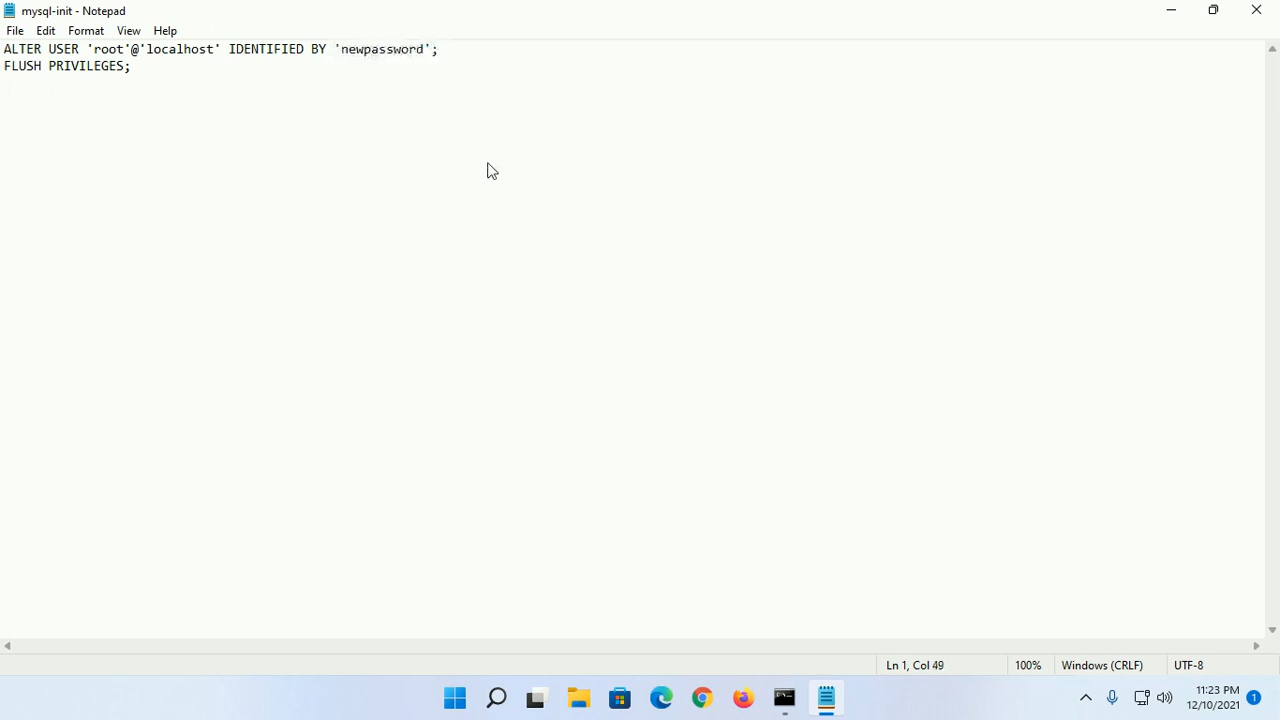 mysql-init - Notepad
File Edit Format View Help
ALTER USER 'root'@'localhost' IDENTIFIED BY 'newpassword';
FLUSH PRIVILEGES;
Ln 1, Col 49 100% Windows (CRLF) UTF-8
11:23 PM
12/10/2021 1